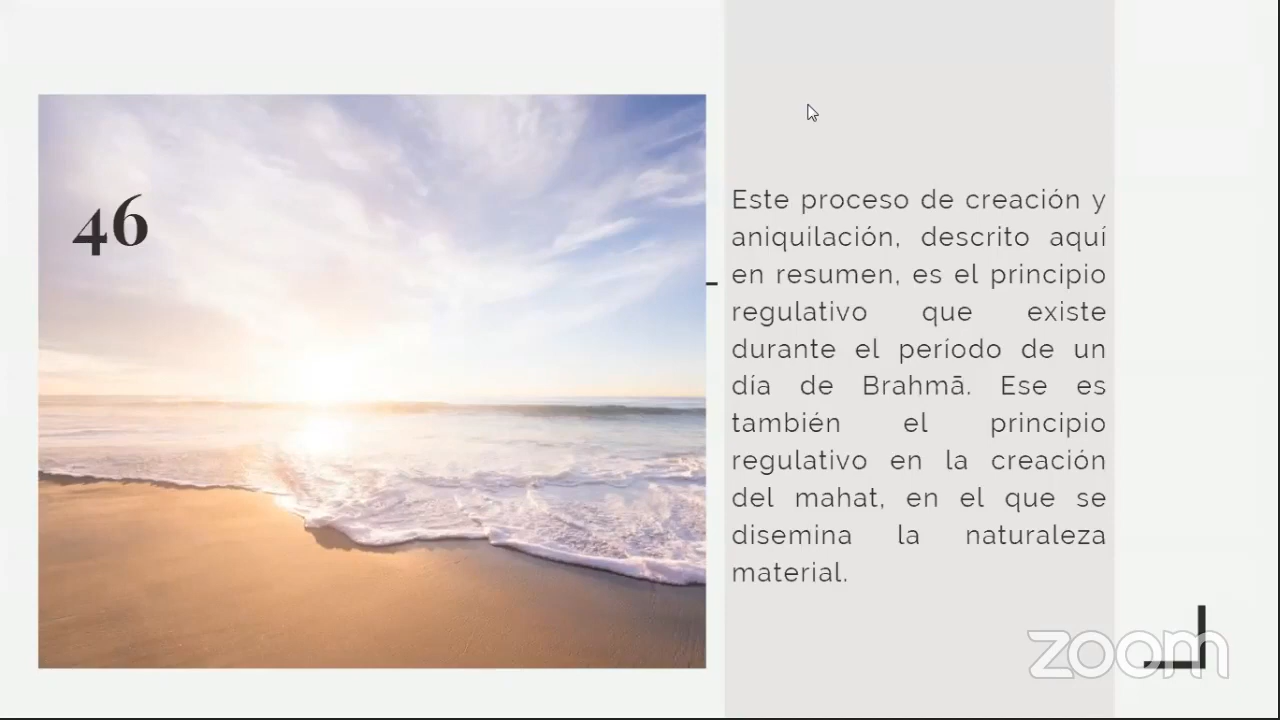 46
Este proceso de creación y
aniquilación, descrito aquí
en resumen, es el principio
regulativo que existe
durante el período de un
día de Brahmā. Ese es
también el principio
regulativo en la creación
del mahat, en el que se
disemina la naturaleza
material.
zoom